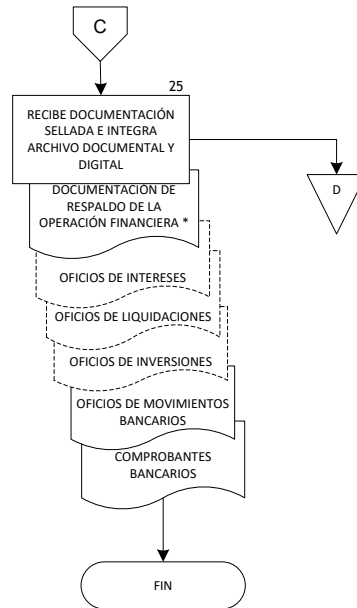 C
25
RECIBE DOCUMENTACIÓN
SELLADA E INTEGRA
ARCHIVO DOCUMENTAL Y
DIGITAL
D
DOCUMENTACIÓN DE
RESPALDO DE LA
OPERACIÓN FINANCIERA *
OFICIOS DE INTERESES
OFICIOS DE LIQUIDACIONES
OFICIOS DE INVERSIONES
OFICIOS DE MOVIMIENTOS
BANCARIOS
COMPROBANTES
BANCARIOS
FIN